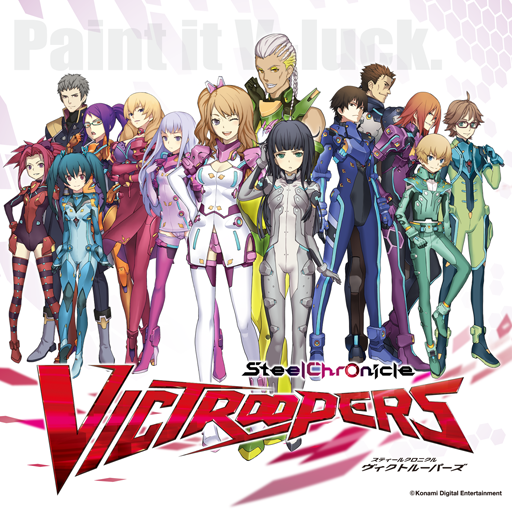 Paint it V-luck.
SteelChrOnicle
VICTROOPERS
スティールクロニクル
ヴィクトルーパーズ
©Konami Digital Entertainment